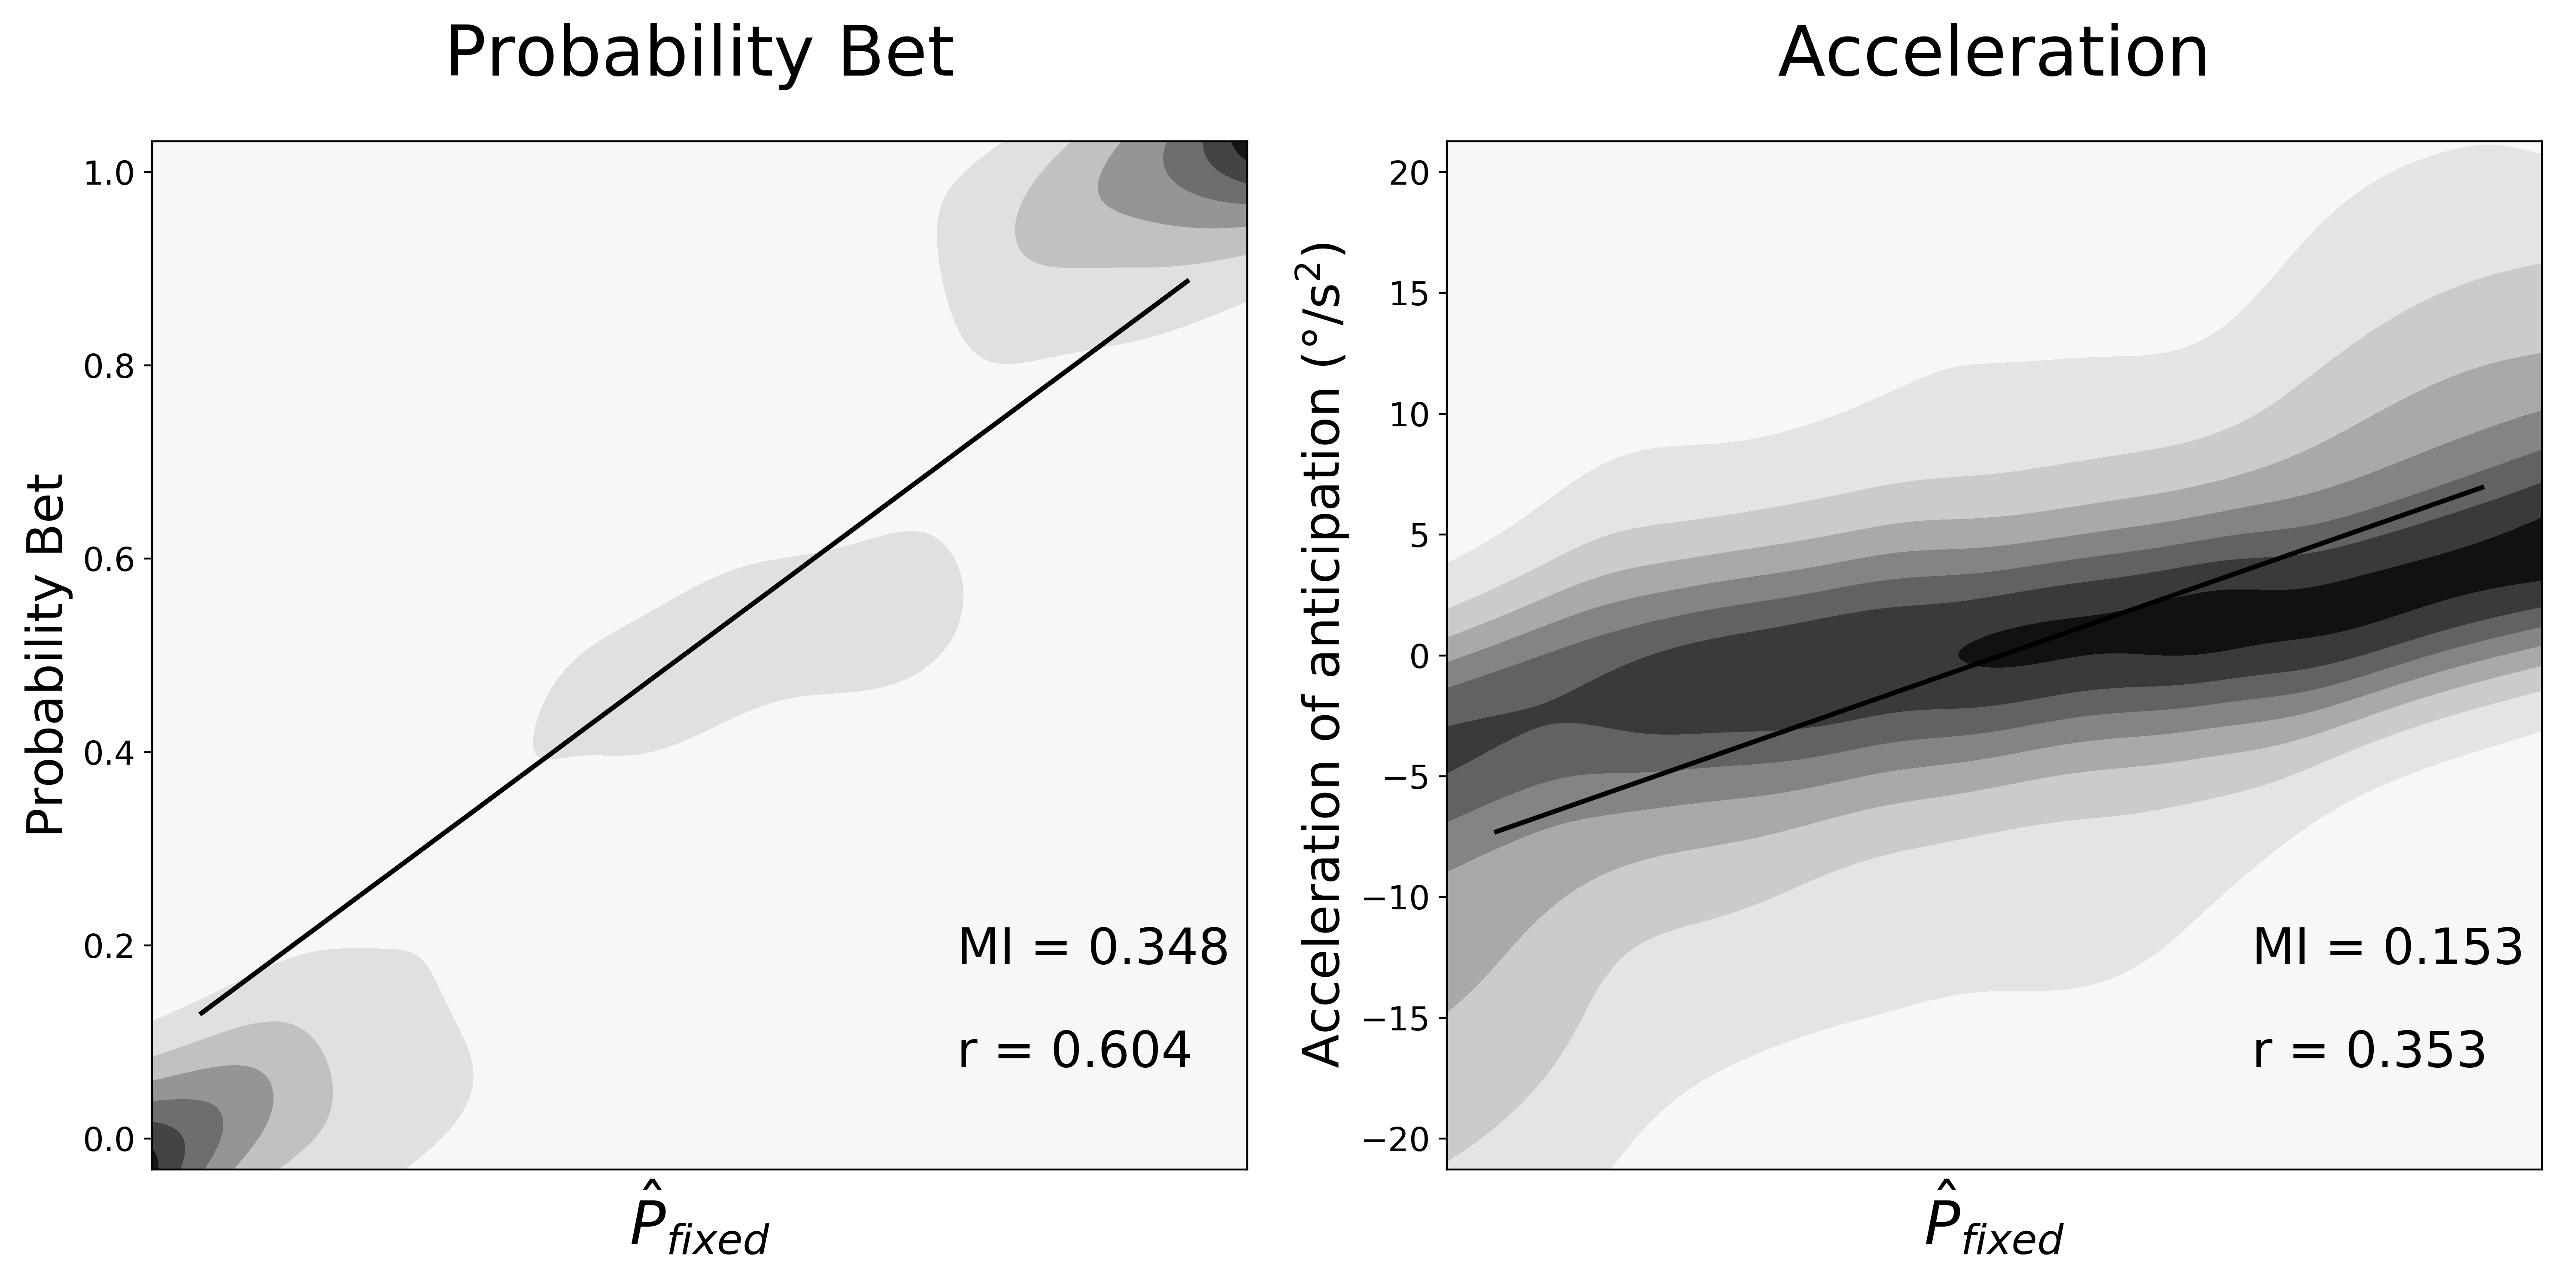 Probability Bet
Probability Bet
1.0
0.8
0.6
0.4
0.2
0.0
MI = 0.348
r = 0.604
P̂fixed
Acceleration
Acceleration of anticipation (°/s²)
20
15
10
5
0
−5
−10
−15
−20
MI = 0.153
r = 0.353
P̂fixed